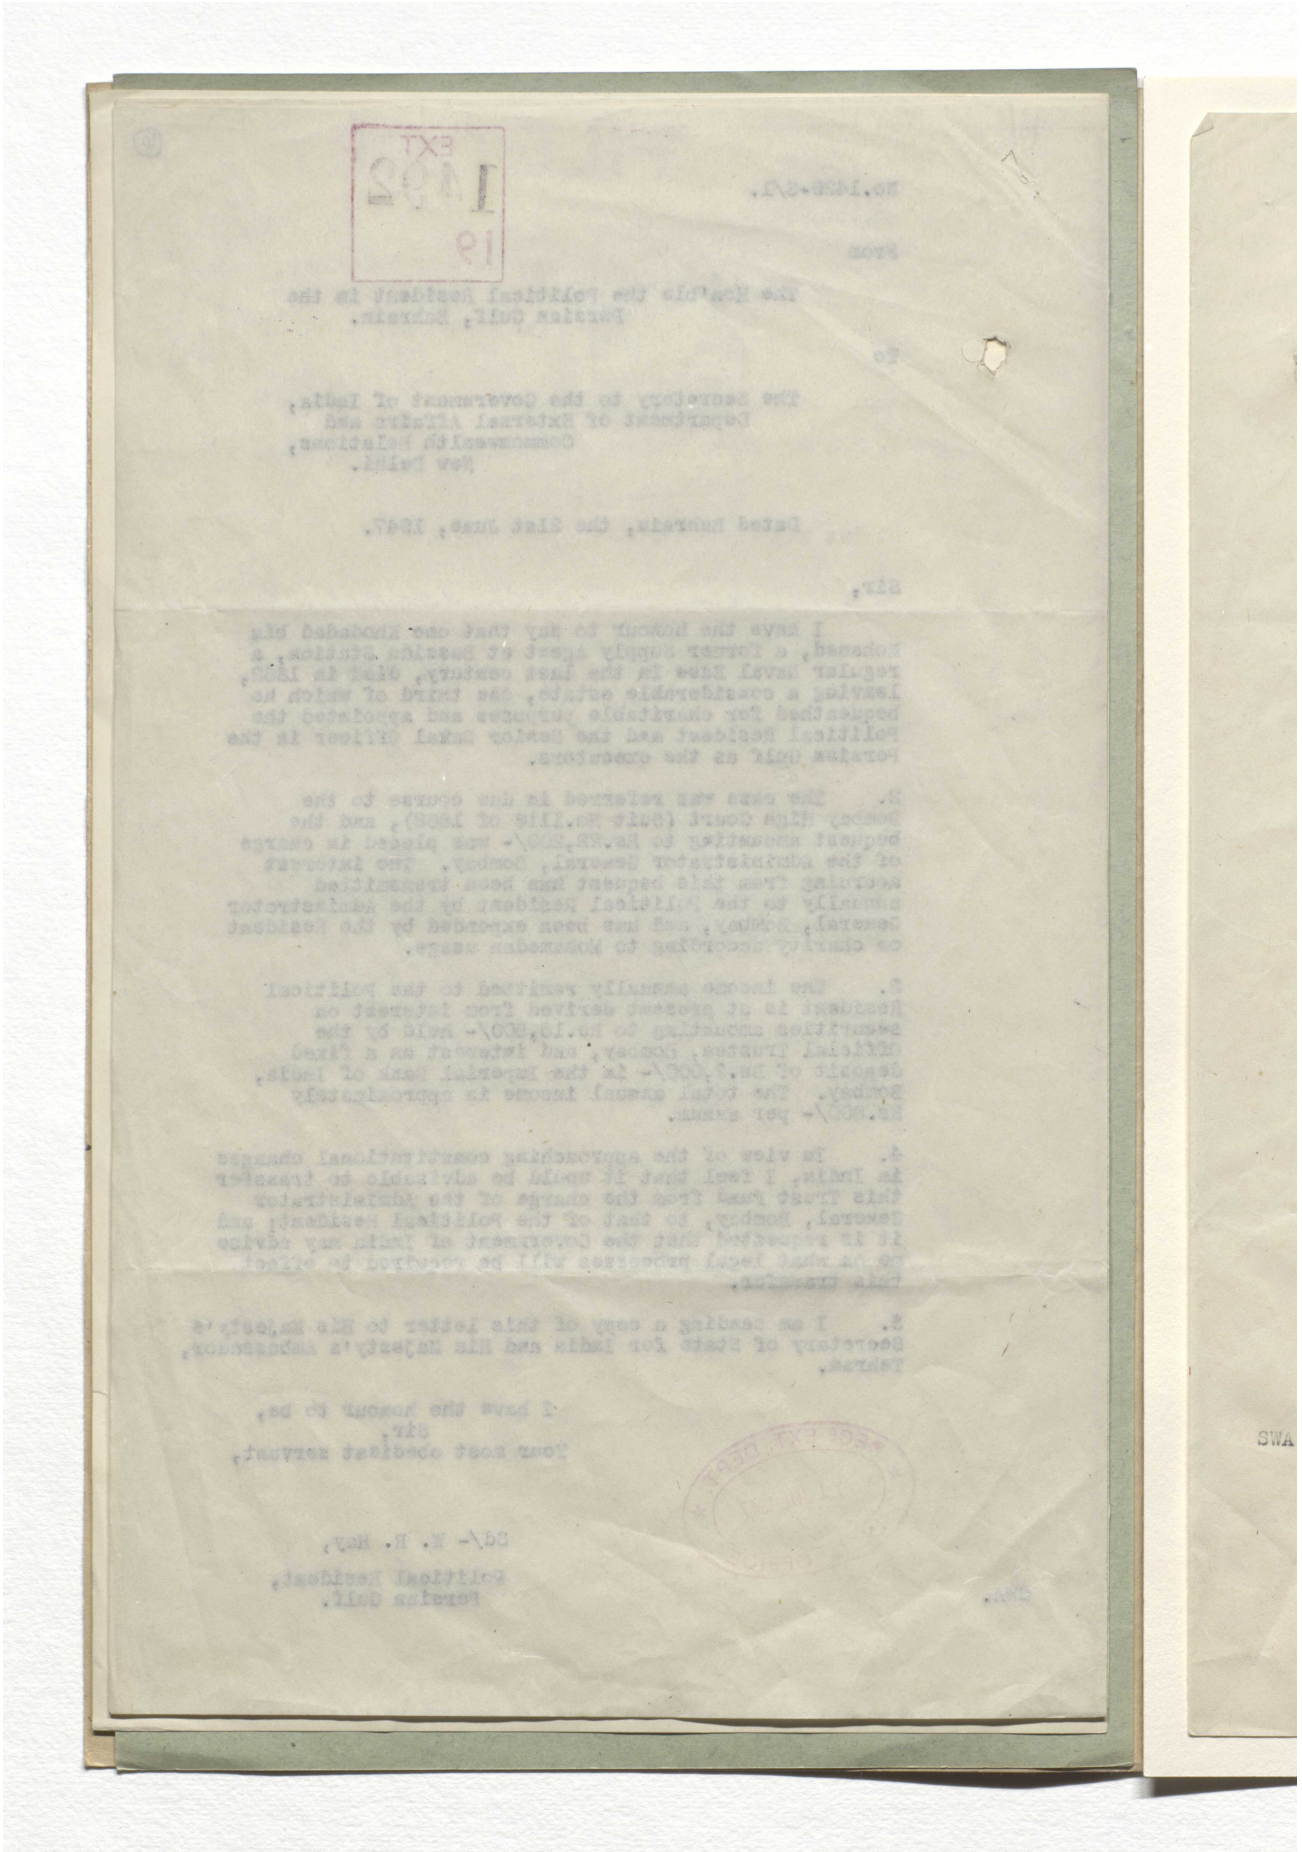 EXT
1492
19
From
The Hon'ble the Political Resident in the
Persian Gulf, Bahrain.
To
The Secretary to the Government of India,
Department of External Affairs and
Commonwealth Relations,
New Delhi.
Dated Bahrain, the 21st June, 1947.
Sir,
I have the honour to say that one Khodadad bin
Mohamed, a former Supply Agent at Bassidu Station, a
regular Naval Base in the last century, died in
leaving a considerable estate, one third of which he
bequeathed for charitable purposes and appointed the
Political Resident and the Senior Naval Officer in the
Persian Gulf as the executors.
2. The case was referred in due course to the
Bombay High Court (Suit No. of and the
bequest amounting to Rs.22,200/- was placed in charge
of the Administrator General, Bombay. The interest
accruing from this bequest has been transmitted
annually to the Political Resident by the Administrator
General, Bombay, and has been expended by the Resident
on charity according to Mohamedan usage.
3. The income annually remitted to the Political
Resident is at present derived from interest on
securities amounting to held by the
Official Trustee, Bombay, and interest on a fixed
deposit of in the Imperial Bank of India,
Bombay. The total annual income is approximately
Rs.800/- per annum.
4. In view of the approaching constitutional changes
in India, I feel that it would be advisable to transfer
this Trust Fund from the charge of the Administrator
General, Bombay, to that of the Political Resident; and
it is requested that the Government of India may advise
me on what legal processes will be required to effect
this transfer.
5. I am sending a copy of this letter to His Majesty's
Secretary of State for India and His Majesty's Ambassador,
Tehran.
I have the honour to be,
Sir,
Your most obedient servant,
Sd/- W. R. Hay,
Political Resident,
Persian Gulf.
SWA